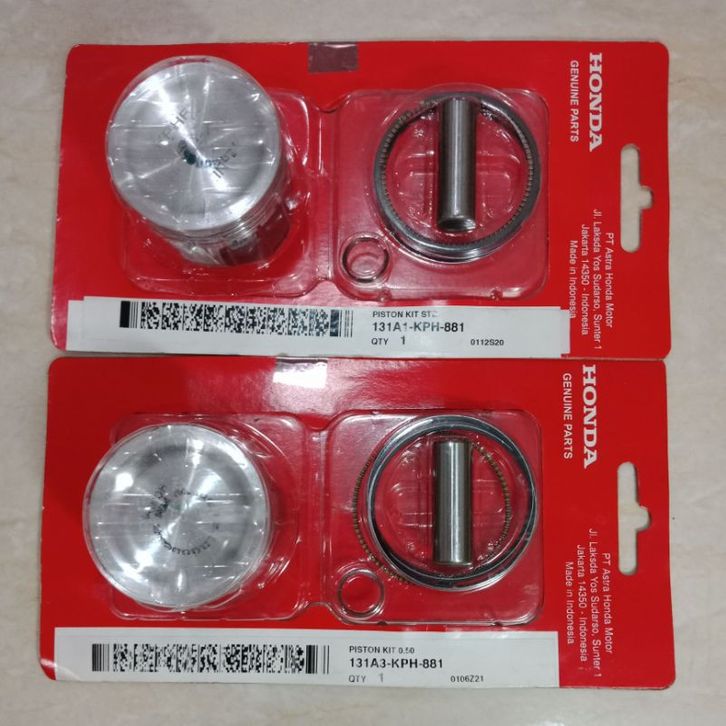 HONDA
GENUINE PARTS
PT Astra Honda Motor
Jl. Laksda Yos Sudarso, Sunter 1
Jakarta 14350 - Indonesia
Made in Indonesia
PISTON KIT STD
131A1-KPH-881
QTY 1 0112S20
HONDA
GENUINE PARTS
PT Astra Honda Motor
Jl. Laksda Yos Sudarso, Sunter 1
Jakarta 14350 - Indonesia
Made in Indonesia
PISTON KIT 0.50
131A3-KPH-881
QTY 1 0106Z21